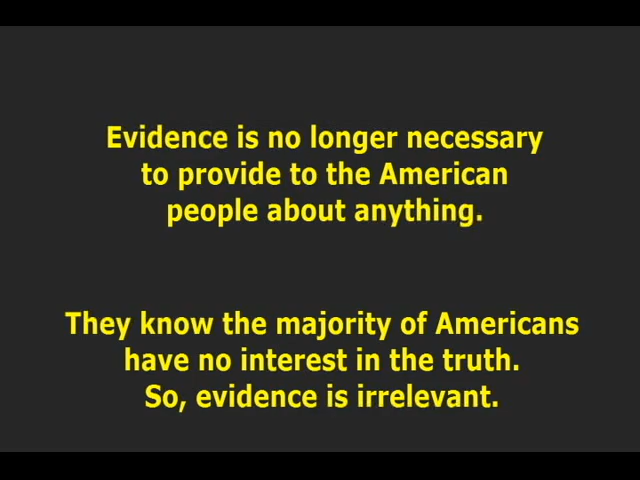 Evidence is no longer necessary
to provide to the American
people about anything.
They know the majority of Americans
have no interest in the truth.
So, evidence is irrelevant.